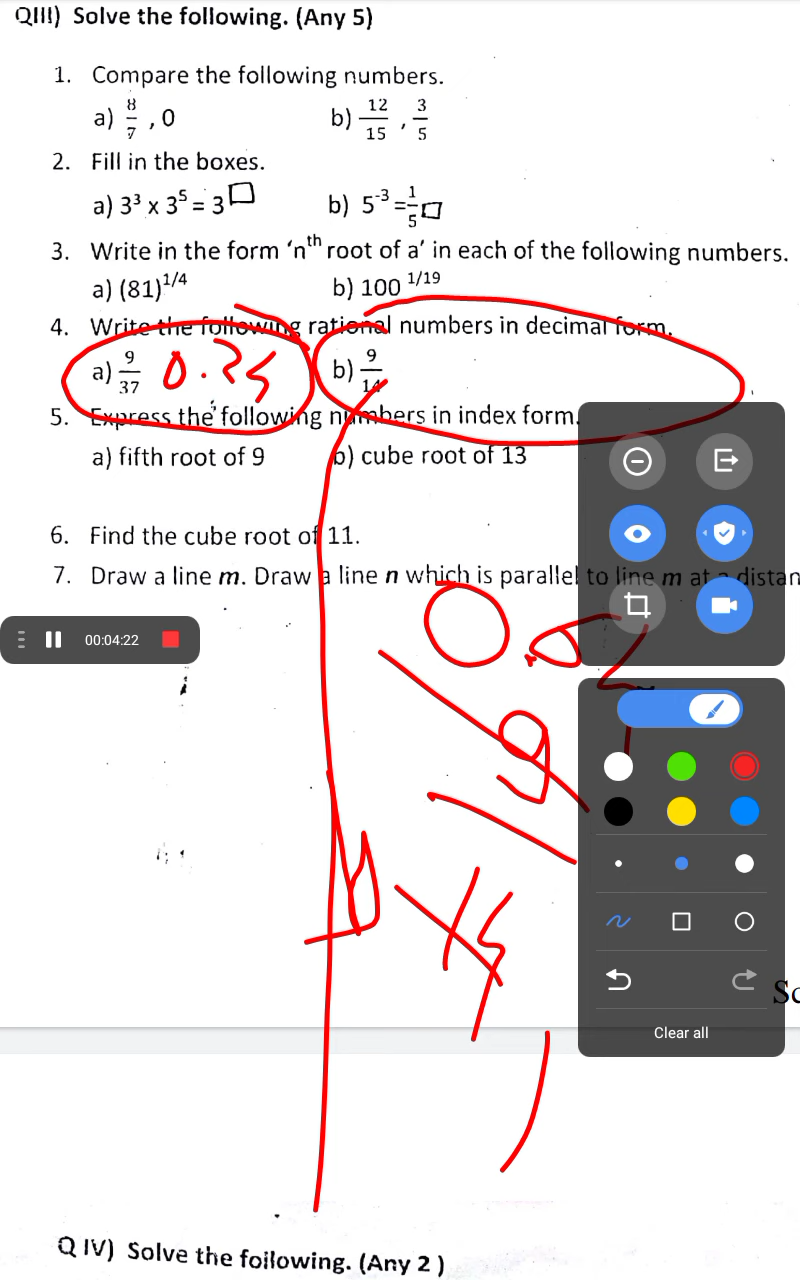 QIII) Solve the following. (Any 5)
1. Compare the following numbers.
a) 8/7 , 0 b) 12/15 , 3/5
2. Fill in the boxes.
a) 3³ x 3⁵ = 3□ b) 5⁻³ = 1/5□
3. Write in the form 'nᵗʰ root of a' in each of the following numbers.
a) (81)¹/⁴ b) 100 ¹/¹⁹
4. Write the following rational numbers in decimal form.
a) 9/37 0.25 b) 9/14
5. Express the following numbers in index form.
a) fifth root of 9 b) cube root of 13
6. Find the cube root of 11.
7. Draw a line m. Draw a line n which is parallel to line m at a distan
00:04:22
Sc
Clear all
Q IV) Solve the following. (Any 2 )